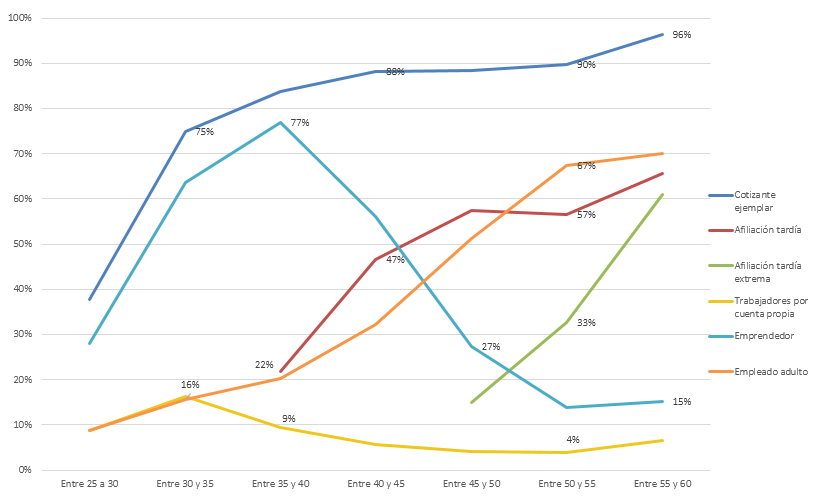 100%
96%
90%
88%
90%
80%
75%
77%
70%
67%
60%
57%
50%
47%
40%
33%
30%
27%
22%
20%
16%
15%
10%
9%
4%
0%
Cotizante
ejemplar
Afiliación tardía
Afiliación tardía
extrema
Trabajadores por
cuenta propia
Emprendedor
Empleado adulto
Entre 25 a 30
Entre 30 y 35
Entre 35 y 40
Entre 40 y 45
Entre 45 y 50
Entre 50 y 55
Entre 55 y 60